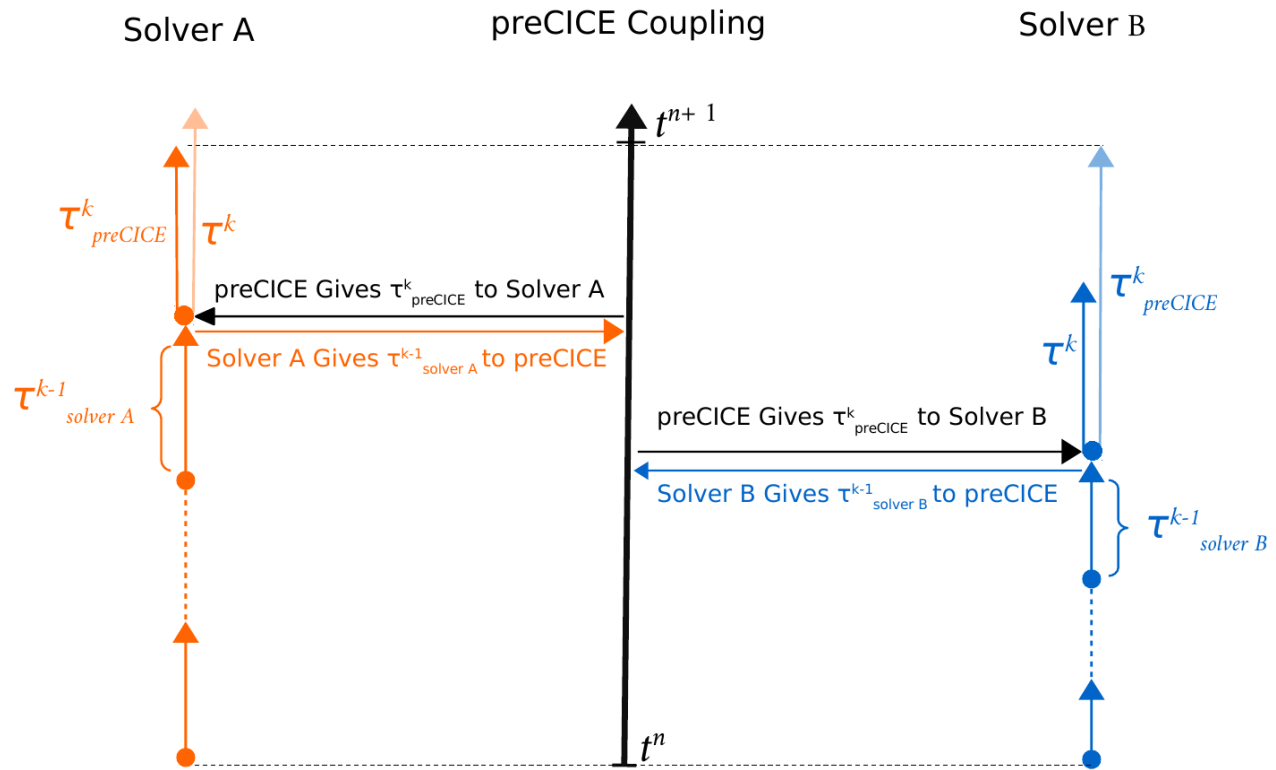 Solver A
preCICE Coupling
Solver B
t^{n+ 1}
τ^k_{preCICE}
τ^k
preCICE Gives τ^k_{preCICE} to Solver A
Solver A Gives τ^{k-1}_{solver A} to preCICE
τ^{k-1}_{solver A}
τ^k_{preCICE}
τ^k
preCICE Gives τ^k_{preCICE} to Solver B
Solver B Gives τ^{k-1}_{solver B} to preCICE
τ^{k-1}_{solver B}
t^n